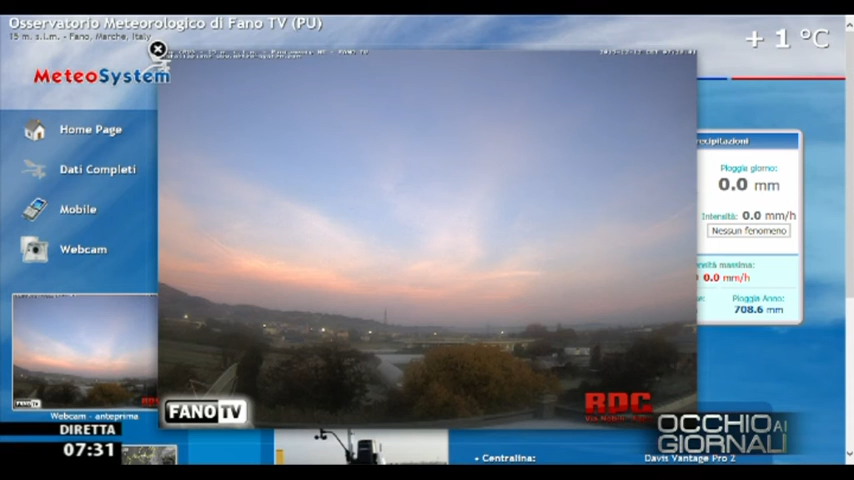 Osservatorio Meteorologico di Fano TV (PU)
15 m. s.l.m. - Fano, Marche, Italy
+ 1 °C
MeteoSystem
Home Page
Dati Completi
Mobile
Webcam
recipitazioni
Pioggia giorno:
0.0 mm
Intensità: 0.0 mm/h
Nessun fenomeno
ensità massima:
0.0 mm/h
Pioggia Anno:
708.6 mm
FANO TV
RDC
Webcam - anteprima
DIRETTA
07:31
OCCHIO AI
GIORNALI
• Centralina:
Davis Vantage Pro 2